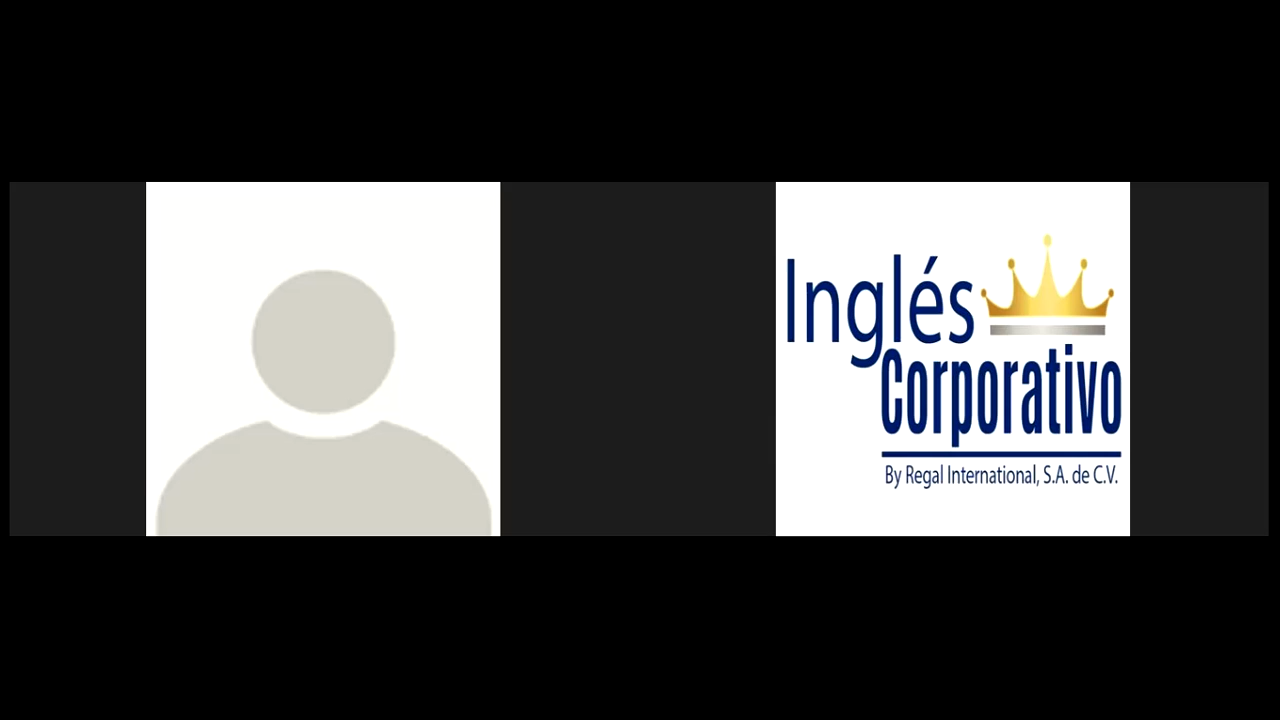 Inglés
Corporativo
By Regal International, S.A. de C.V.